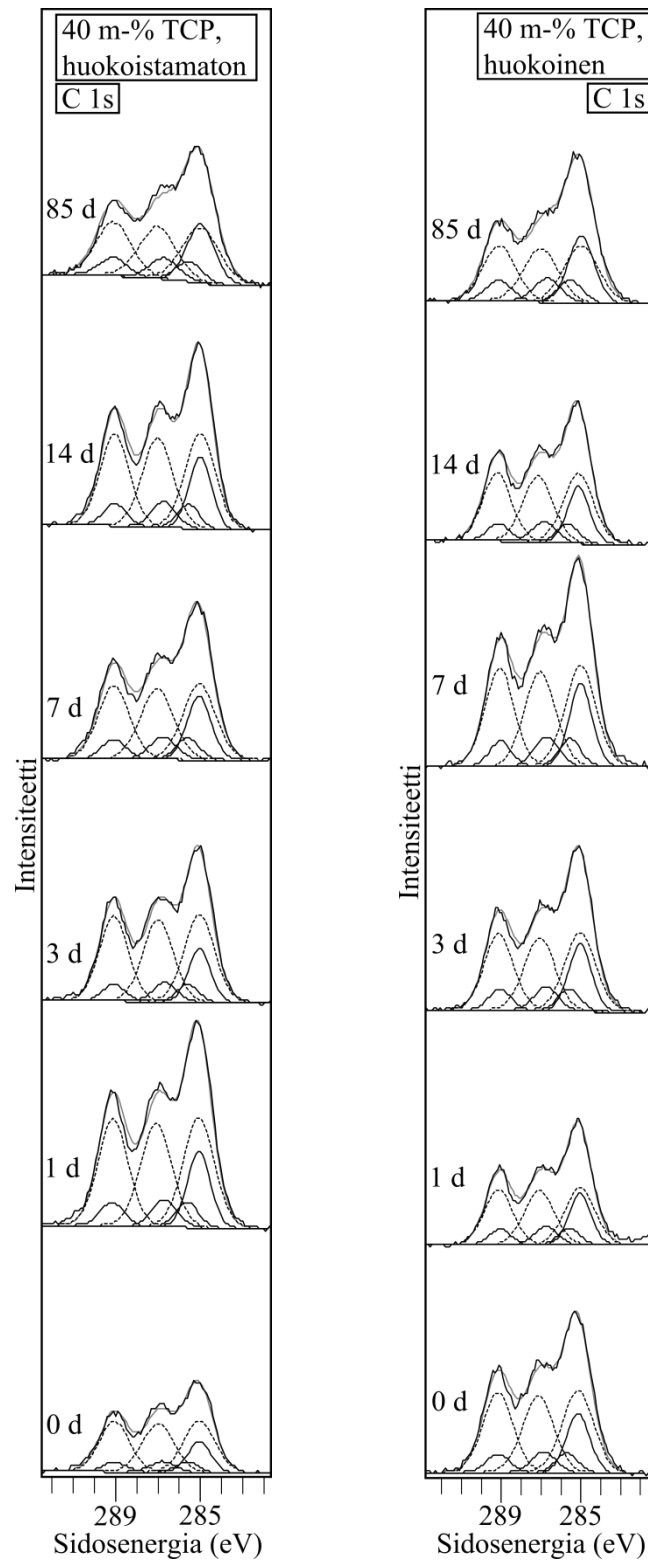 40 m-% TCP,
huokoistamaton
C 1s
85 d
14 d
7 d
3 d
1 d
0 d
Intensiteetti
289 285
Sidosenergia (eV)
40 m-% TCP,
huokoinen
C 1s
85 d
14 d
7 d
3 d
1 d
0 d
Intensiteetti
289 285
Sidosenergia (eV)